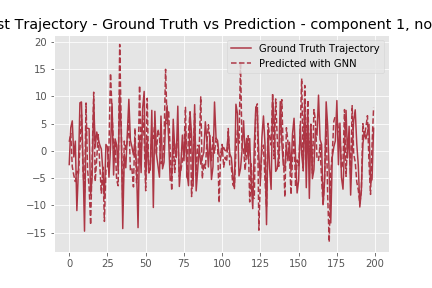 st Trajectory - Ground Truth vs Prediction - component 1, no
Ground Truth Trajectory
Predicted with GNN
20
15
10
5
0
−5
−10
−15
0 25 50 75 100 125 150 175 200